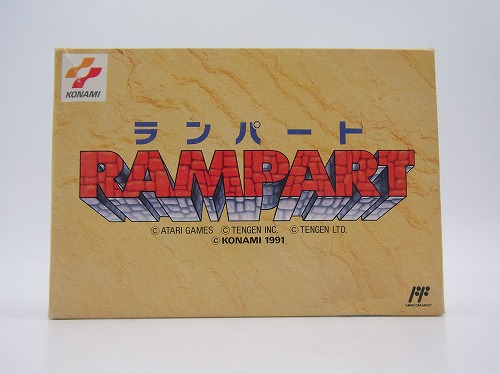 KONAMI
ランパート
RAMPART
© ATARI GAMES © TENGEN INC. © TENGEN LTD.
© KONAMI 1991